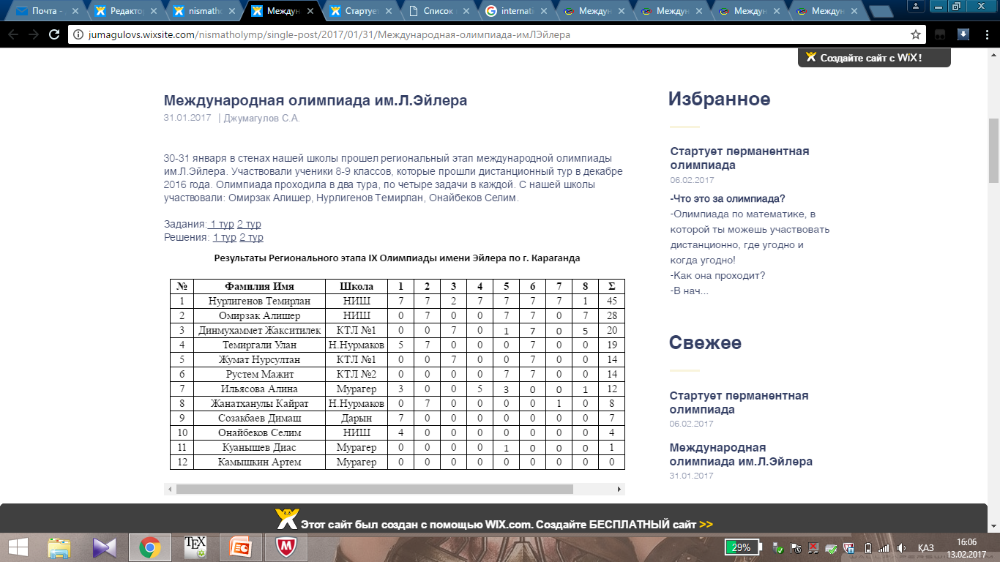 Почта -
Редактор
nismatho
Междун
Стартует
Список
internati
Междун
Междун
Междун
Междун
jumagulovs.wixsite.com/nismatholymp/single-post/2017/01/31/Международная-олимпиада-имЛЭйлера
Создайте сайт с WiX!
Международная олимпиада им.Л.Эйлера
31.01.2017 | Джумагулов С.А.
30-31 января в стенах нашей школы прошел региональный этап международной олимпиады
им.Л.Эйлера. Участвовали ученики 8-9 классов, которые прошли дистанционный тур в декабре
2016 года. Олимпиада проходила в два тура, по четыре задачи в каждой. С нашей школы
участвовали: Омирзак Алишер, Нурлигенов Темирлан, Онайбеков Селим.
Задания: 1 тур 2 тур
Решения: 1 тур 2 тур
Результаты Регионального этапа IX Олимпиады имени Эйлера по г. Караганда
№ Фамилия Имя Школа 1 2 3 4 5 6 7 8 Σ
1 Нурлигенов Темирлан НИШ 7 7 2 7 7 7 7 1 45
2 Омирзак Алишер НИШ 0 7 0 0 7 7 0 7 28
3 Динмухаммет Жакситилек КТЛ №1 0 0 7 0 1 7 0 5 20
4 Темиргали Улан Н.Нурмаков 5 7 0 0 0 7 0 0 19
5 Жумат Нурсултан КТЛ №1 0 0 7 0 0 7 0 0 14
6 Рустем Мажит КТЛ №2 0 0 0 0 7 7 0 0 14
7 Ильясова Алина Мурагер 3 0 0 5 3 0 0 1 12
8 Жанатханулы Кайрат Н.Нурмаков 0 7 0 0 0 0 1 0 8
9 Созакбаев Димаш Дарын 7 0 0 0 0 0 0 0 7
10 Онайбеков Селим НИШ 4 0 0 0 0 0 0 0 4
11 Куанышев Диас Мурагер 0 0 0 0 1 0 0 0 1
12 Камышкин Артем Мурагер 0 0 0 0 0 0 0 0 0
Избранное
Стартует перманентная
олимпиада
06.02.2017
-Что это за олимпиада?
-Олимпиада по математике, в
которой ты можешь участвовать
дистанционно, где угодно и
когда угодно!
-Как она проходит?
-В нач...
Свежее
Стартует перманентная
олимпиада
06.02.2017
Международная
олимпиада им.Л.Эйлера
31.01.2017
Этот сайт был создан с помощью WIX.com. Создайте БЕСПЛАТНЫЙ сайт >>
TEX
29%
ҚАЗ
16:06
13.02.2017